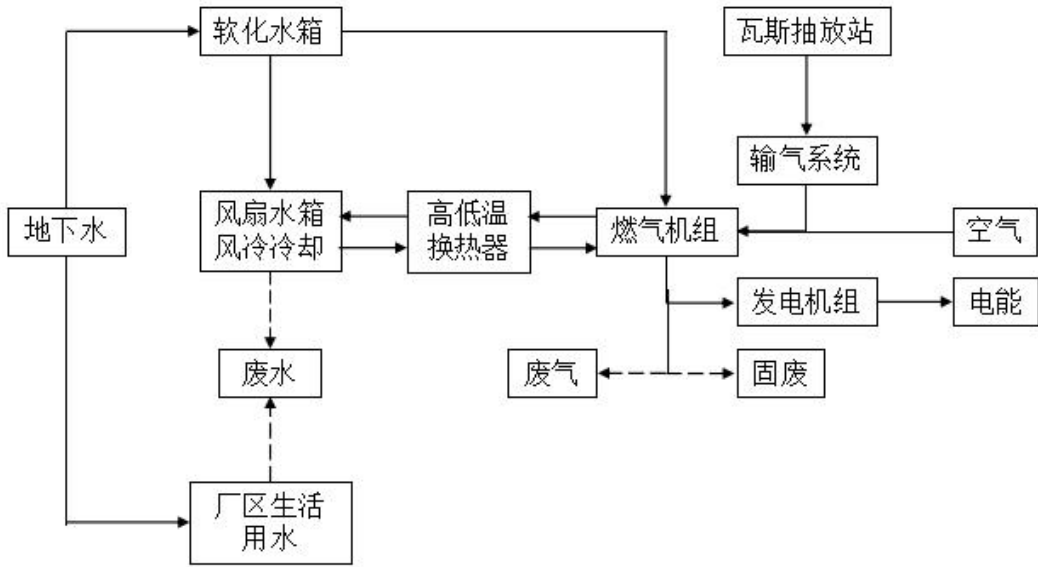 软化水箱
瓦斯抽放站
输气系统
地下水
风扇水箱
风冷冷却
高低温
换热器
燃气机组
空气
发电机组
电能
废水
废气
固废
厂区生活
用水